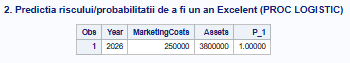 2. Predictia riscului/probabilitatii de a fi un an Excelent (PROC LOGISTIC)
Obs Year MarketingCosts Assets P_1
1 2026 250000 3800000 1.00000